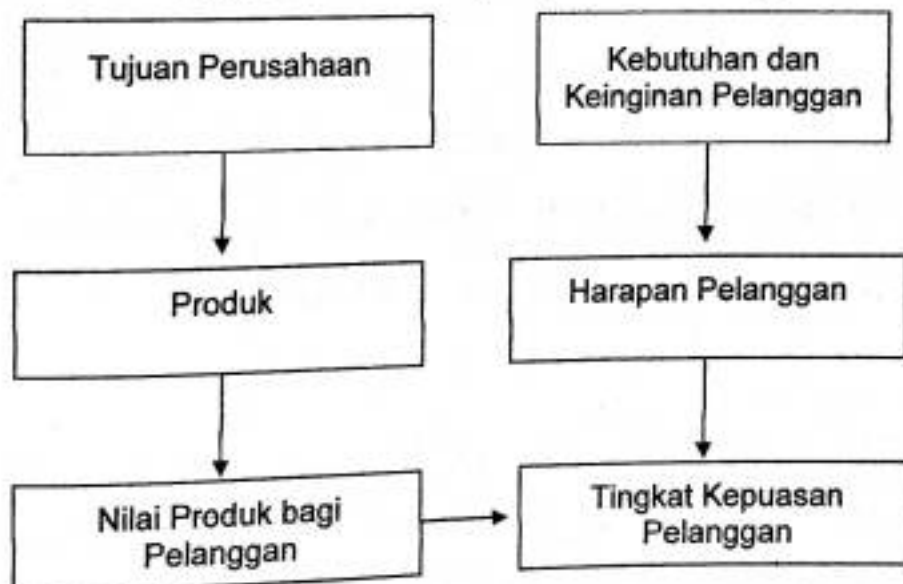 Tujuan Perusahaan
Kebutuhan dan
Keinginan Pelanggan
Produk
Harapan Pelanggan
Nilai Produk bagi
Pelanggan
Tingkat Kepuasan
Pelanggan